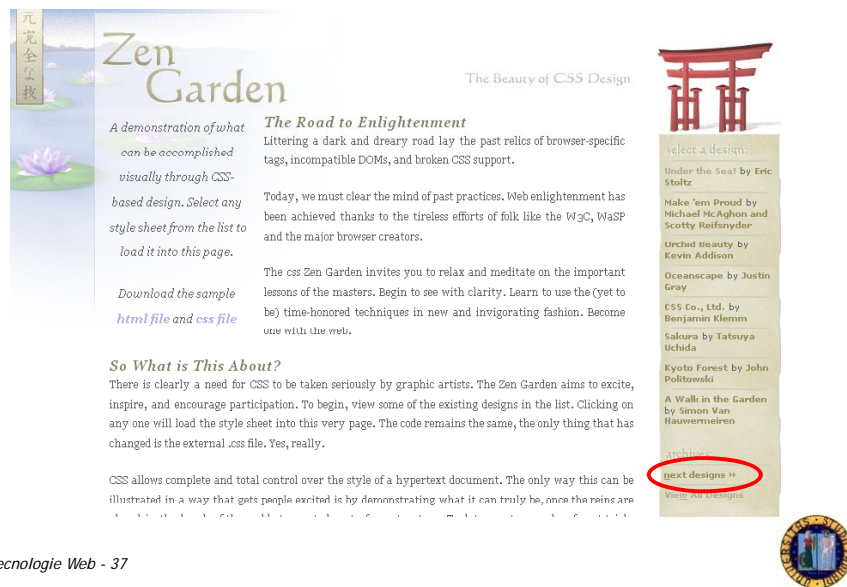 元
完
全
な
技
Zen
Garden
The Beauty of CSS Design
A demonstration of what
can be accomplished
visually through CSS-
based design. Select any
style sheet from the list to
load it into this page.
Download the sample
html file and css file
The Road to Enlightenment
Littering a dark and dreary road lay the past relics of browser-specific
tags, incompatible DOMs, and broken CSS support.
Today, we must clear the mind of past practices. Web enlightenment has
been achieved thanks to the tireless efforts of folk like the W3C, WaSP
and the major browser creators.
The css Zen Garden invites you to relax and meditate on the important
lessons of the masters. Begin to see with clarity. Learn to use the (yet to
be) time-honored techniques in new and invigorating fashion. Become
one with the web.
So What is This About?
There is clearly a need for CSS to be taken seriously by graphic artists. The Zen Garden aims to excite,
inspire, and encourage participation. To begin, view some of the existing designs in the list. Clicking on
any one will load the style sheet into this very page. The code remains the same, the only thing that has
changed is the external .css file. Yes, really.
CSS allows complete and total control over the style of a hypertext document. The only way this can be
illustrated in a way that gets people excited is by demonstrating what it can truly be, once the reins are
select a design:
Under the Sea! by Eric
Stoltz
Make 'em Proud by
Michael McAghon and
Scotty Reifsnyder
Orchid Beauty by
Kevin Addison
Oceanscape by Justin
Gray
CSS Co., Ltd. by
Benjamin Klemm
Sakura by Tatsuya
Uchida
Kyoto Forest by John
Politowski
A Walk in the Garden
by Simon Van
Hauwermeiren
archives:
next designs »
View All Designs
ecnologie Web - 37